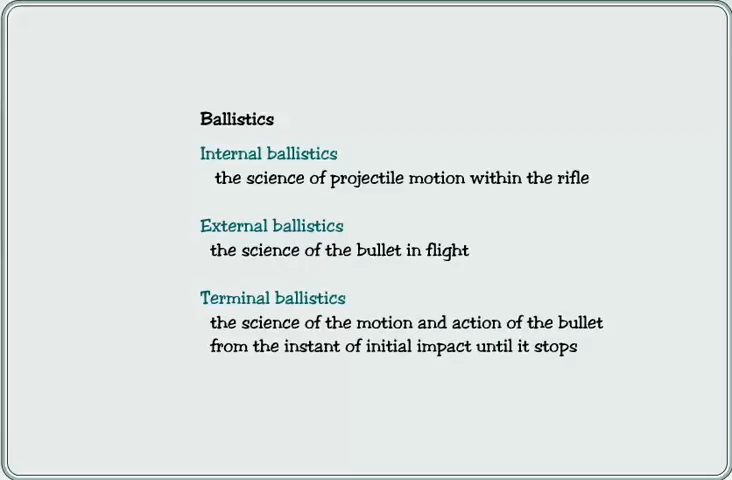 Ballistics
Internal ballistics
the science of projectile motion within the rifle
External ballistics
the science of the bullet in flight
Terminal ballistics
the science of the motion and action of the bullet
from the instant of initial impact until it stops